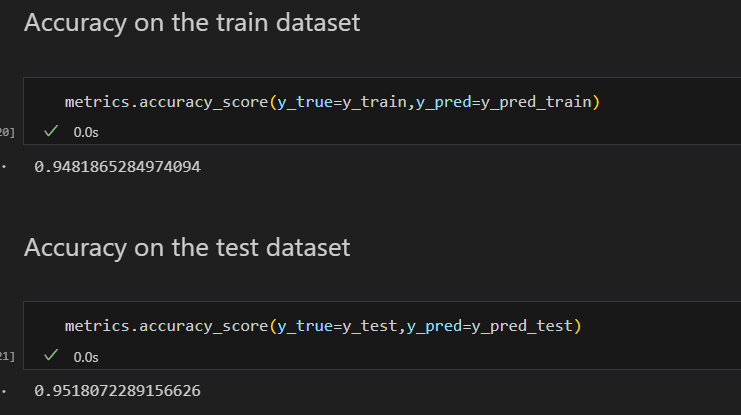 Accuracy on the train dataset
metrics.accuracy_score(y_true=y_train,y_pred=y_pred_train)
20]
0.0s
0.9481865284974094
Accuracy on the test dataset
metrics.accuracy_score(y_true=y_test,y_pred=y_pred_test)
21]
0.0s
0.9518072289156626